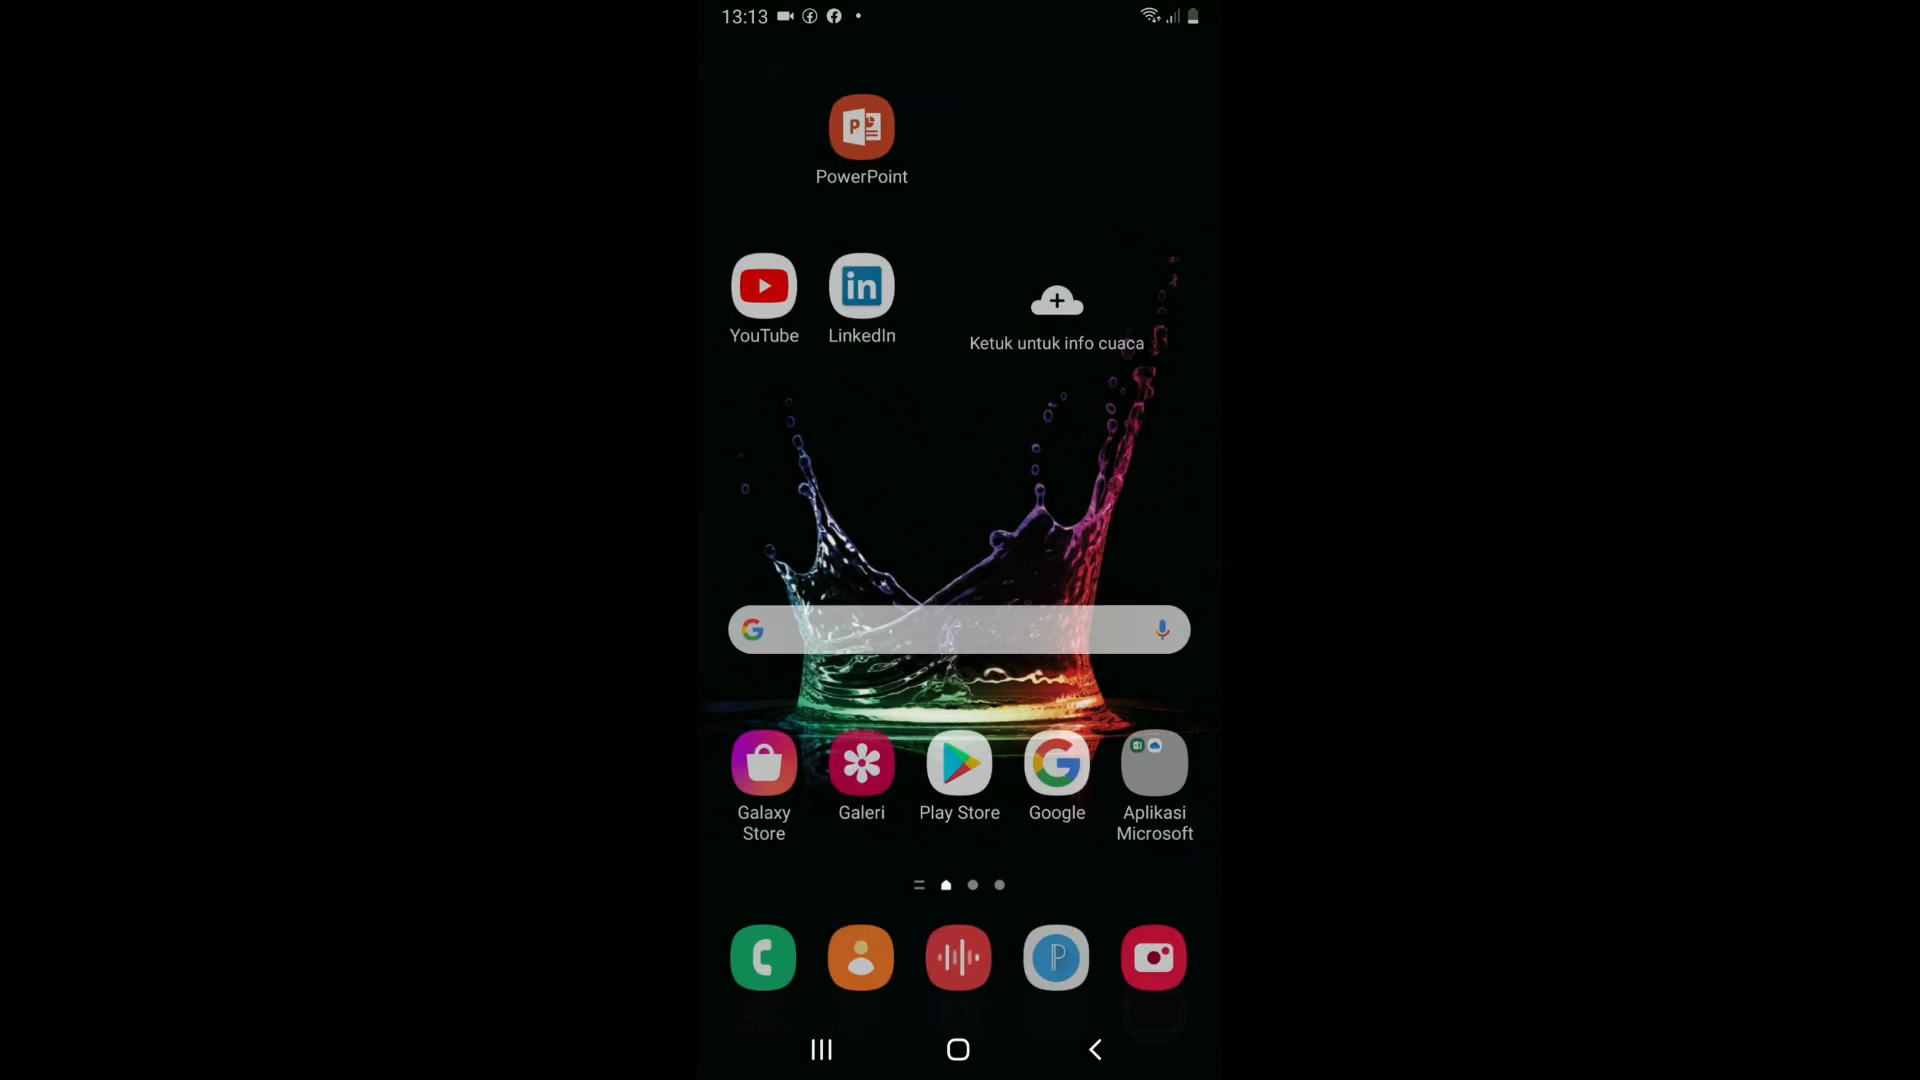 13:13
PowerPoint
YouTube
LinkedIn
Ketuk untuk info cuaca
Galaxy
Store
Galeri
Play Store
Google
Aplikasi
Microsoft